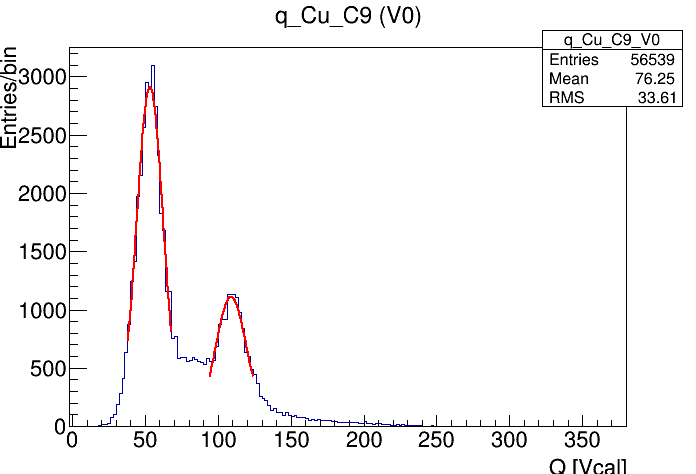 q_Cu_C9 (V0)
q_Cu_C9_V0
Entries 56539
Mean 76.25
RMS 33.61
Entries/bin
3000
2500
2000
1500
1000
500
0
0 50 100 150 200 250 300 350
Q [Vcal]